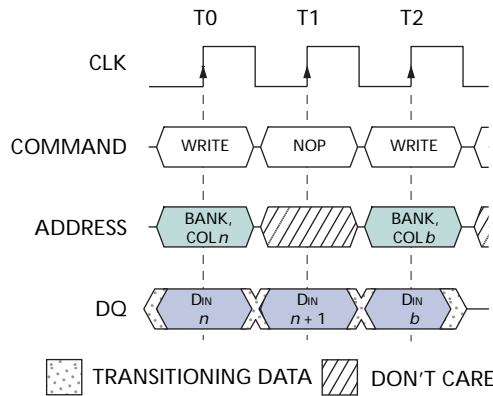 T0 T1 T2
CLK
COMMAND WRITE NOP WRITE
ADDRESS BANK, COL n BANK, COL b
DQ DIN n DIN n + 1 DIN b
TRANSITIONING DATA DON'T CARE